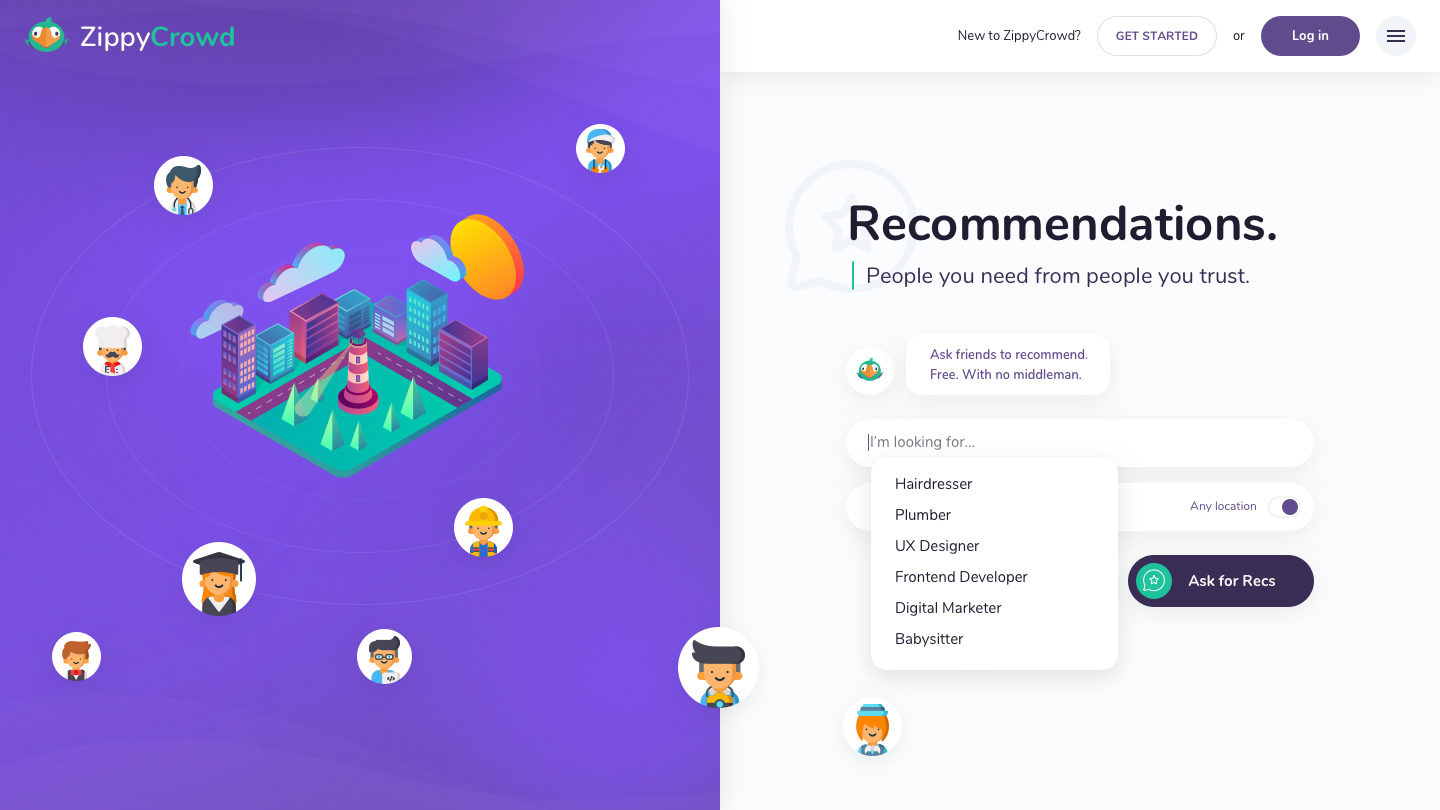 ZippyCrowd
New to ZippyCrowd?
GET STARTED
or
Log in
Recommendations.
People you need from people you trust.
Ask friends to recommend.
Free. With no middleman.
I'm looking for...
Hairdresser
Plumber
UX Designer
Frontend Developer
Digital Marketer
Babysitter
Any location
Ask for Recs